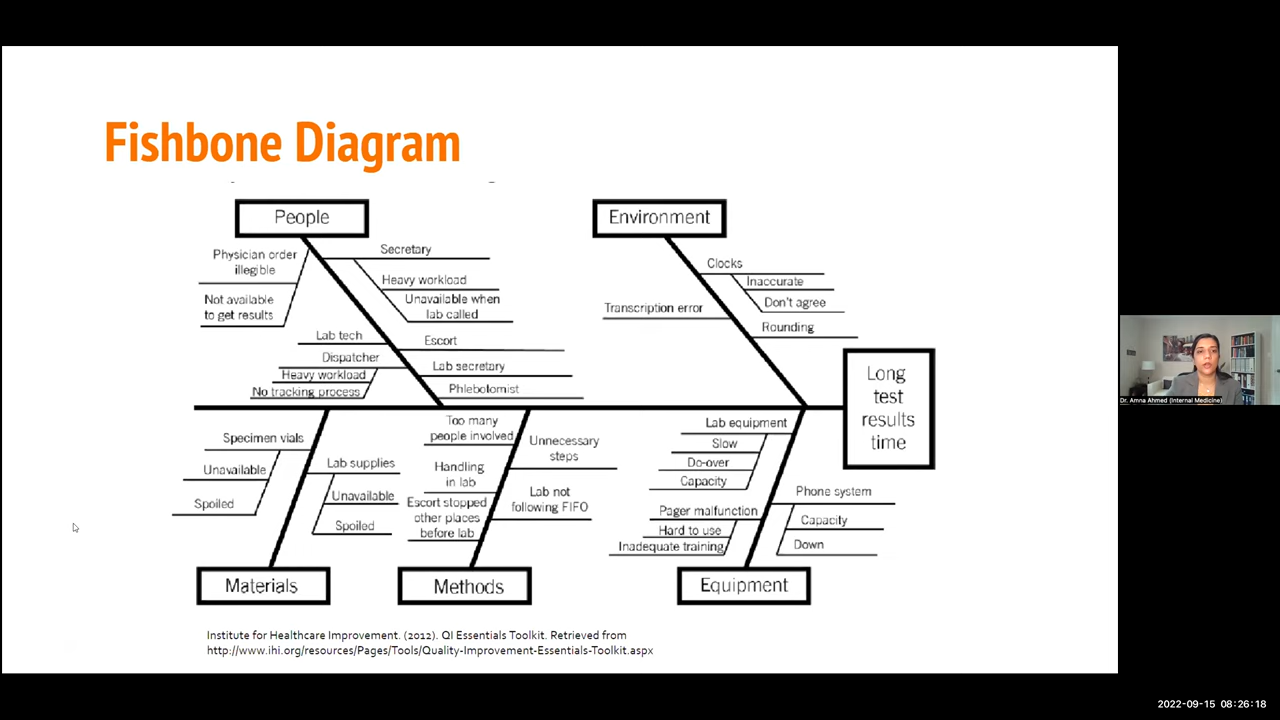 Fishbone Diagram
People
Environment
Physician order
illegible
Not available
to get results
Secretary
Heavy workload
Unavailable when
lab called
Lab tech
Dispatcher
Heavy workload
No tracking process
Escort
Lab secretary
Phlebolomist
Clocks
Inaccurate
Don't agree
Transcription error
Rounding
Long
test
results
time
Specimen vials
Unavailable
Spoiled
Lab supplies
Unavailable
Spoiled
Too many
people involved
Handling
in lab
Escort stopped
other places
before lab
Unnecessary
steps
Lab not
following FIFO
Lab equipment
Slow
Do-over
Capacity
Pager malfunction
Hard to use
Inadequate training
Phone system
Capacity
Down
Materials
Methods
Equipment
Institute for Healthcare Improvement. (2012). QI Essentials Toolkit. Retrieved from
http://www.ihi.org/resources/Pages/Tools/Quality-Improvement-Essentials-Toolkit.aspx
Dr. Amna Ahmed (Internal Medicine)
2022-09-15 08:26:18